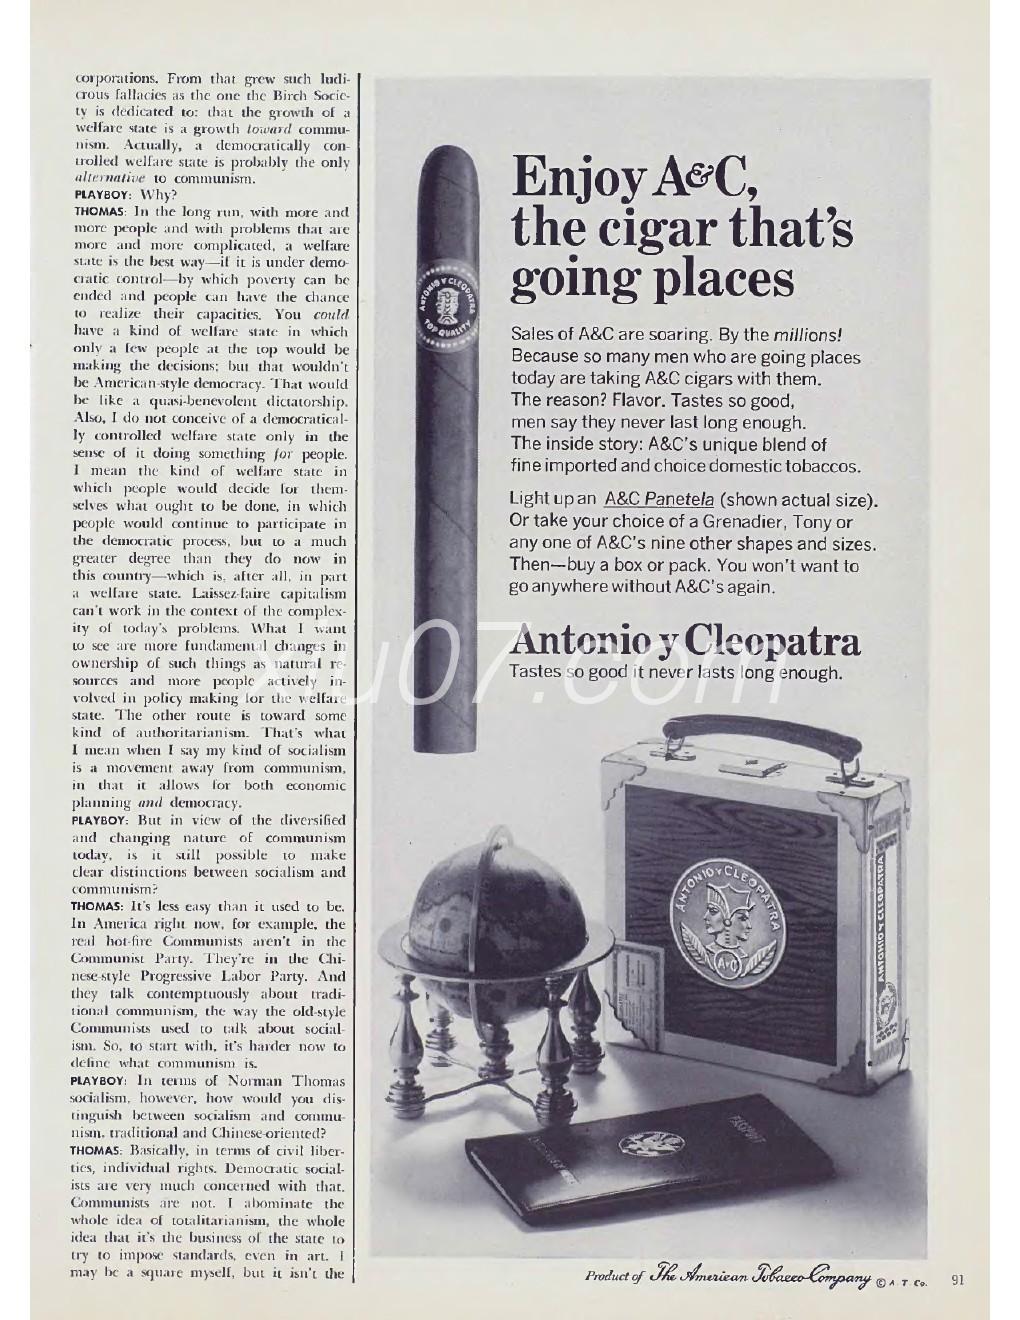 corporations. From that grew such ludi-
crous fallacies as the one the Birch Socie-
ty is dedicated to: that the growth of a
welfare state is a growth toward commu-
nism. Actually, a democratically con-
trolled welfare state is probably the only
alternative to communism.
PLAYBOY: Why?
THOMAS: In the long run, with more and
more people and with problems that are
more and more complicated, a welfare
state is the best way—if it is under demo-
cratic control—by which poverty can be
ended and people can have the chance
to realize their capacities. You could
have a kind of welfare state in which
only a few people at the top would be
making the decisions; but that wouldn't
be American-style democracy. That would
be like a quasi-benevolent dictatorship.
Also, I do not conceive of a democratical-
ly controlled welfare state only in the
sense of it doing something for people.
I mean the kind of welfare state in
which people would decide for them-
selves what ought to be done, in which
people would continue to participate in
the democratic process, but to a much
greater degree than they do now in
this country—which is, after all, in part
a welfare state. Laissez-faire capitalism
can't work in the context of the complex-
ity of today's problems. What I want
to see are more fundamental changes in
ownership of such things as natural re-
sources and more people actively in-
volved in policy making for the welfare
state. The other route is toward some
kind of authoritarianism. That's what
I mean when I say my kind of socialism
is a movement away from communism,
in that it allows for both economic
planning and democracy.
PLAYBOY: But in view of the diversified
and changing nature of communism
today, is it still possible to make
clear distinctions between socialism and
communism?
THOMAS: It's less easy than it used to be.
In America right now, for example, the
real hot-fire Communists aren't in the
Communist Party. They're in the Chi-
nese-style Progressive Labor Party. And
they talk contemptuously about tradi-
tional communism, the way the old-style
Communists used to talk about social-
ism. So, to start with, it's harder now to
define what communism is.
PLAYBOY: In terms of Norman Thomas
socialism, however, how would you dis-
tinguish between socialism and commu-
nism, traditional and Chinese-oriented?
THOMAS: Basically, in terms of civil liber-
ties, individual rights. Democratic social-
ists are very much concerned with that.
Communists are not. I abominate the
whole idea of totalitarianism, the whole
idea that it's the business of the state to
try to impose standards, even in art. I
may be a square myself, but it isn't the
ANTONIO Y CLEOPATRA
TOP QUALITY
Enjoy A&C,
the cigar that's
going places
Sales of A&C are soaring. By the millions!
Because so many men who are going places
today are taking A&C cigars with them.
The reason? Flavor. Tastes so good,
men say they never last long enough.
The inside story: A&C's unique blend of
fine imported and choice domestic tobaccos.
Light up an A&C Panetela (shown actual size).
Or take your choice of a Grenadier, Tony or
any one of A&C's nine other shapes and sizes.
Then—buy a box or pack. You won't want to
go anywhere without A&C's again.
Antonio y Cleopatra
Tastes so good it never lasts long enough.
ANTONIO Y CLEOPATRA
A&C
ANTONIO Y CLEOPATRA
PASSPORT
Product of The American Tobacco Company © A. T. Co.
91